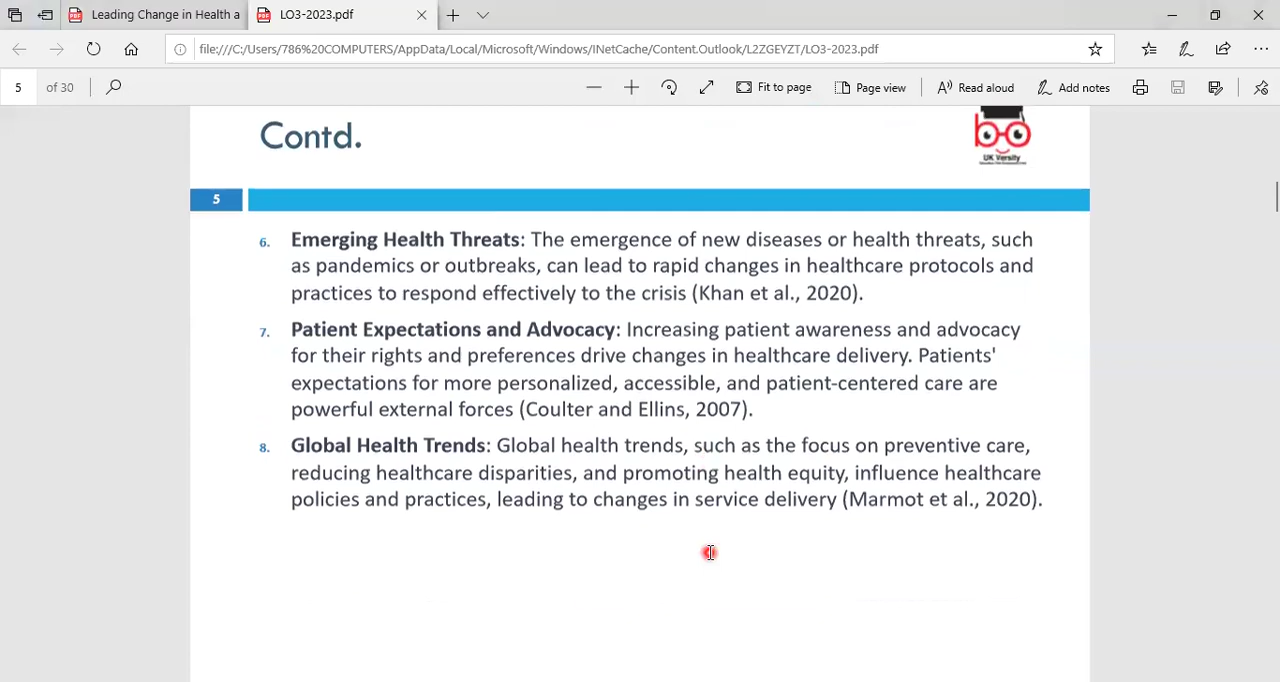 Leading Change in Health a
LO3-2023.pdf
file:///C:/Users/786%20COMPUTERS/AppData/Local/Microsoft/Windows/INetCache/Content.Outlook/L2ZGEYZT/LO3-2023.pdf
5 of 30
Fit to page
Page view
Read aloud
Add notes
Contd.
UK Versity
5
6. Emerging Health Threats: The emergence of new diseases or health threats, such
as pandemics or outbreaks, can lead to rapid changes in healthcare protocols and
practices to respond effectively to the crisis (Khan et al., 2020).
7. Patient Expectations and Advocacy: Increasing patient awareness and advocacy
for their rights and preferences drive changes in healthcare delivery. Patients'
expectations for more personalized, accessible, and patient-centered care are
powerful external forces (Coulter and Ellins, 2007).
8. Global Health Trends: Global health trends, such as the focus on preventive care,
reducing healthcare disparities, and promoting health equity, influence healthcare
policies and practices, leading to changes in service delivery (Marmot et al., 2020).